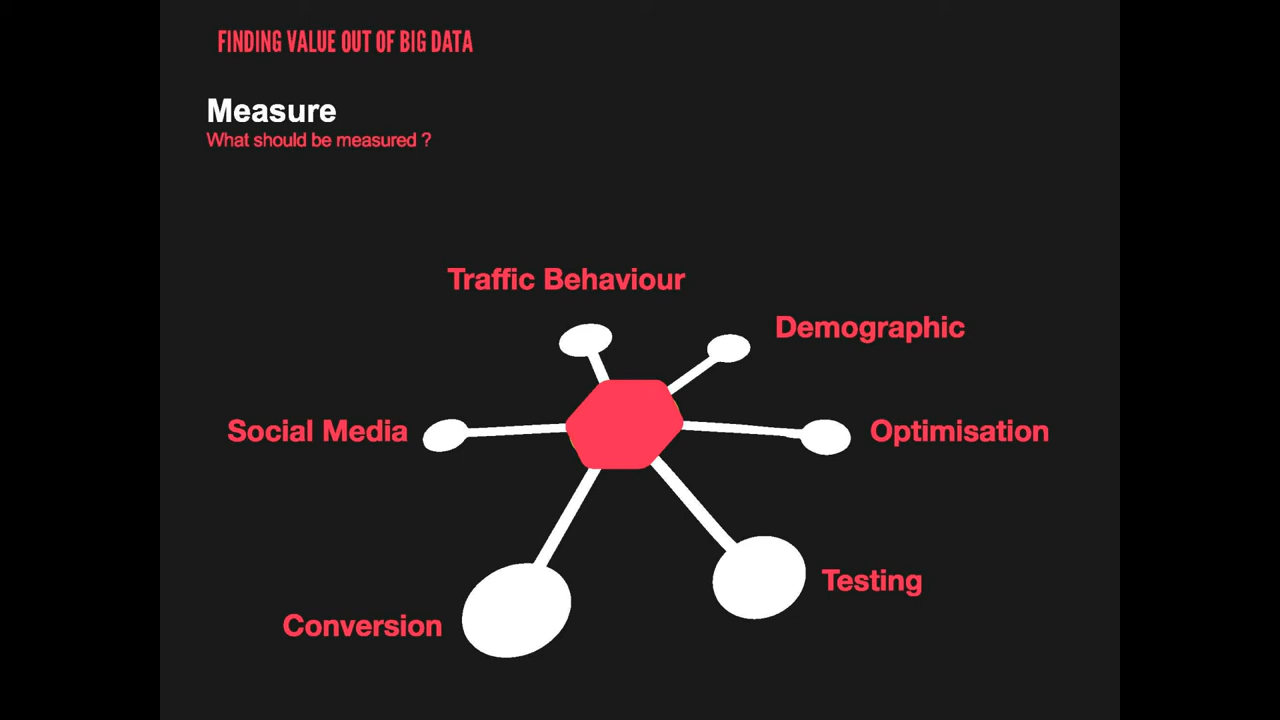 FINDING VALUE OUT OF BIG DATA
Measure
What should be measured ?
Traffic Behaviour
Demographic
Social Media
Optimisation
Testing
Conversion